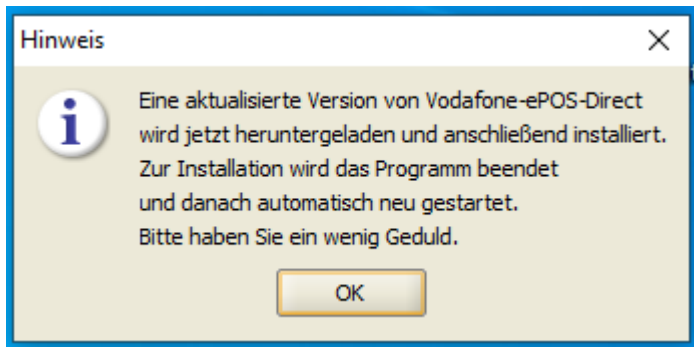 Hinweis
Eine aktualisierte Version von Vodafone-ePOS-Direct
wird jetzt heruntergeladen und anschließend installiert.
Zur Installation wird das Programm beendet
und danach automatisch neu gestartet.
Bitte haben Sie ein wenig Geduld.
OK